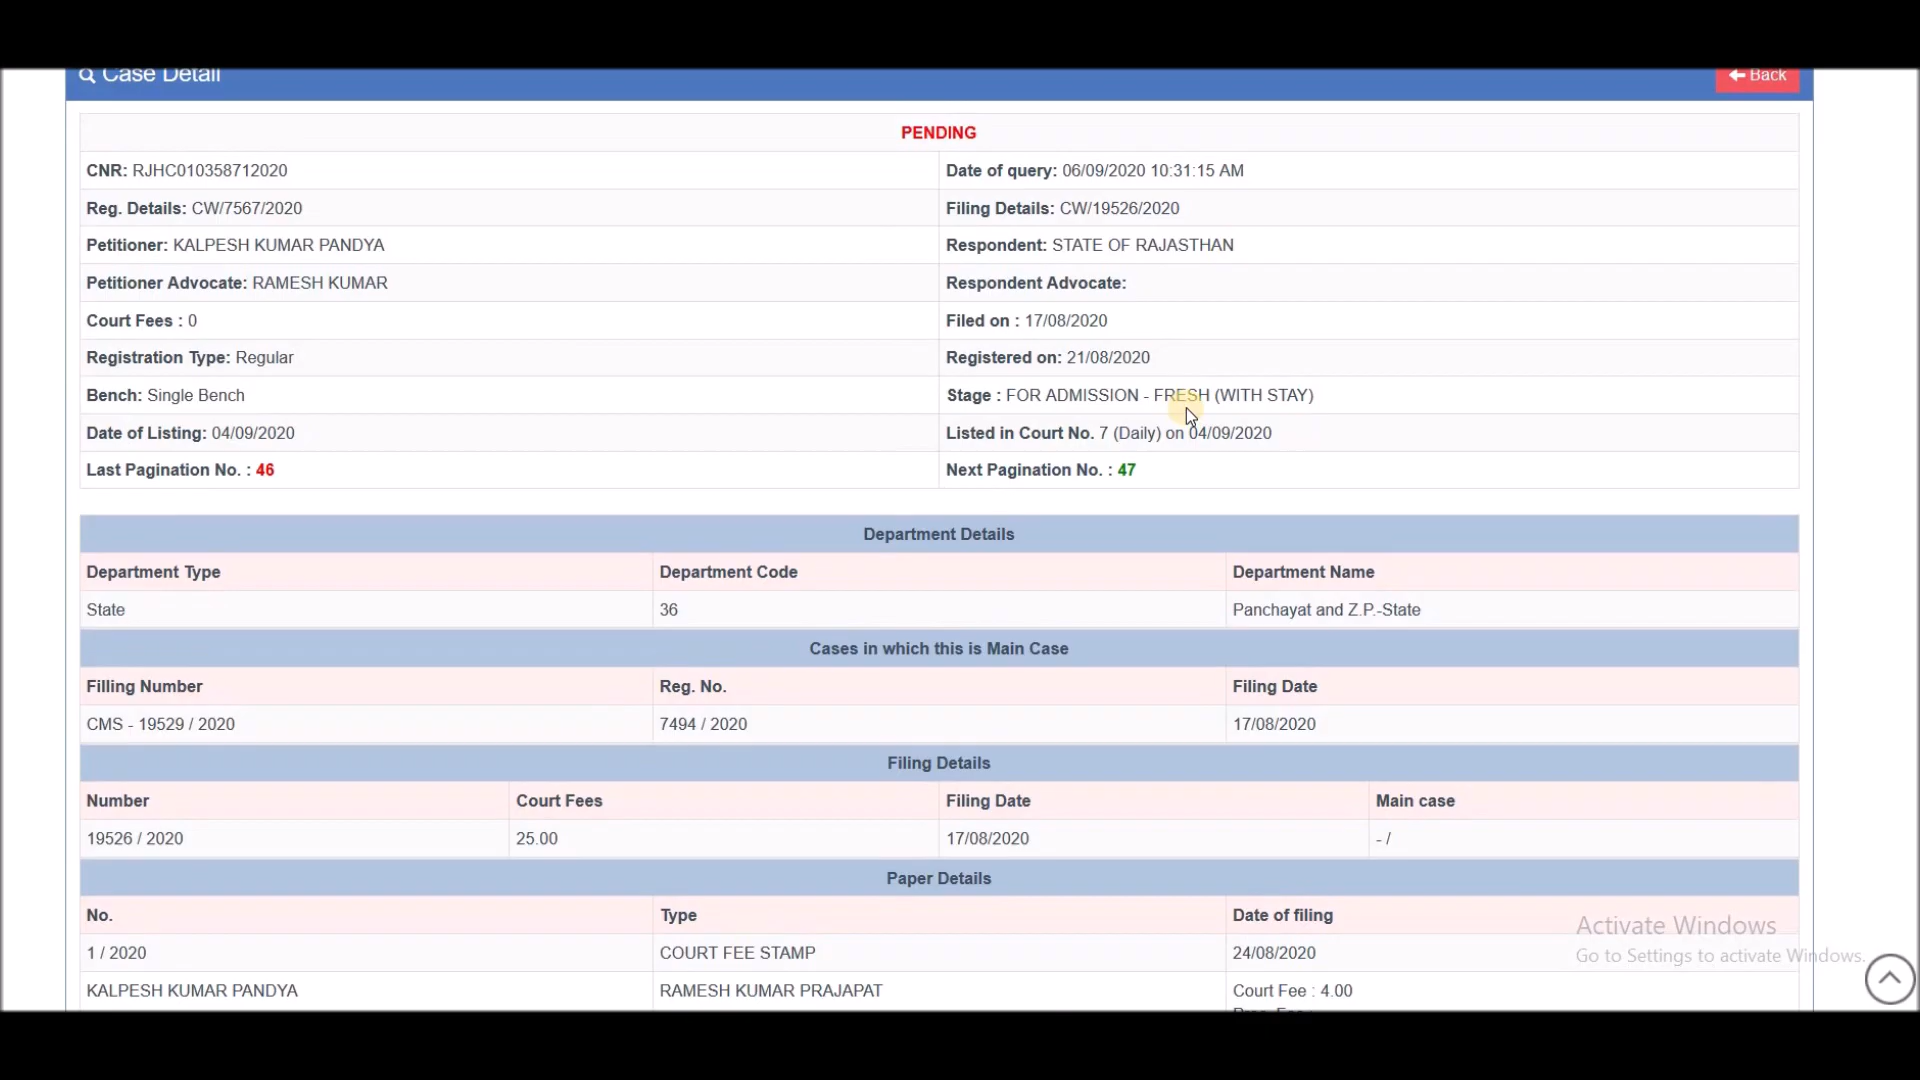 Case Detail
Back
PENDING
CNR: RJHC010358712020
Date of query: 06/09/2020 10:31:15 AM
Reg. Details: CW/7567/2020
Filing Details: CW/19526/2020
Petitioner: KALPESH KUMAR PANDYA
Respondent: STATE OF RAJASTHAN
Petitioner Advocate: RAMESH KUMAR
Respondent Advocate:
Court Fees : 0
Filed on : 17/08/2020
Registration Type: Regular
Registered on: 21/08/2020
Bench: Single Bench
Stage : FOR ADMISSION - FRESH (WITH STAY)
Date of Listing: 04/09/2020
Listed in Court No. 7 (Daily) on 04/09/2020
Last Pagination No. : 46
Next Pagination No. : 47
Department Details
Department Type Department Code Department Name
State 36 Panchayat and Z.P.-State
Cases in which this is Main Case
Filling Number Reg. No. Filing Date
CMS - 19529 / 2020 7494 / 2020 17/08/2020
Filing Details
Number Court Fees Filing Date Main case
19526 / 2020 25.00 17/08/2020 - /
Paper Details
No. Type Date of filing
1 / 2020 COURT FEE STAMP 24/08/2020
KALPESH KUMAR PANDYA RAMESH KUMAR PRAJAPAT Court Fee : 4.00
Activate Windows
Go to Settings to activate Windows.